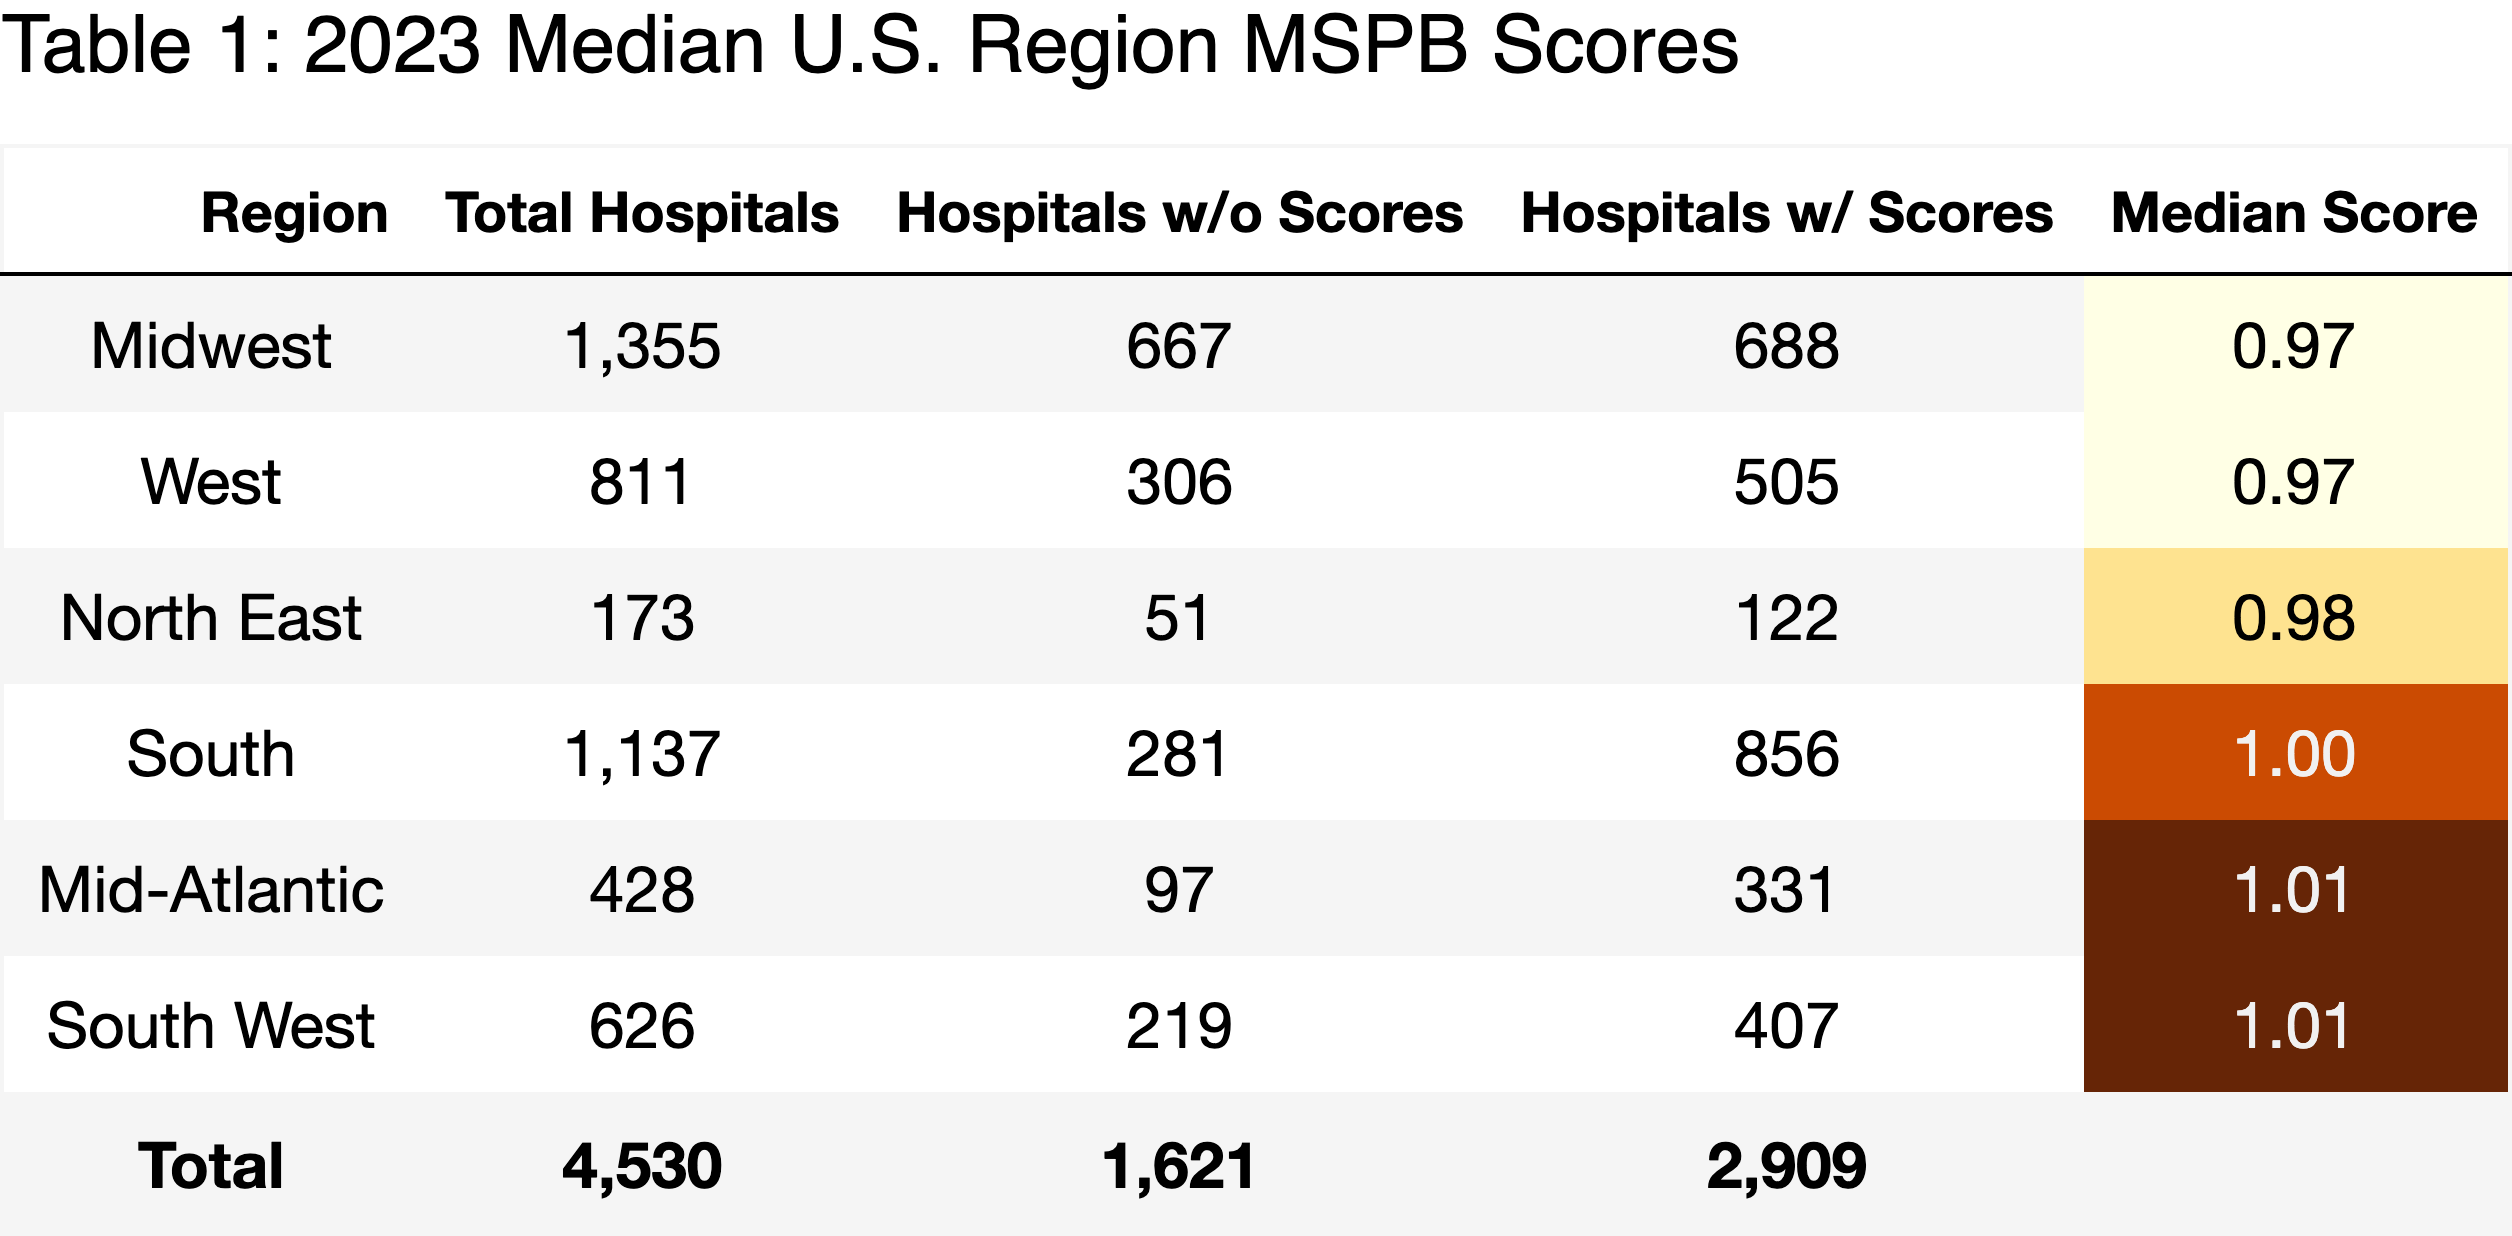 Table 1: 2023 Median U.S. Region MSPB Scores
Region Total Hospitals Hospitals w/o Scores Hospitals w/ Scores Median Score
Midwest 1,355 667 688 0.97
West 811 306 505 0.97
North East 173 51 122 0.98
South 1,137 281 856 1.00
Mid-Atlantic 428 97 331 1.01
South West 626 219 407 1.01
Total 4,530 1,621 2,909